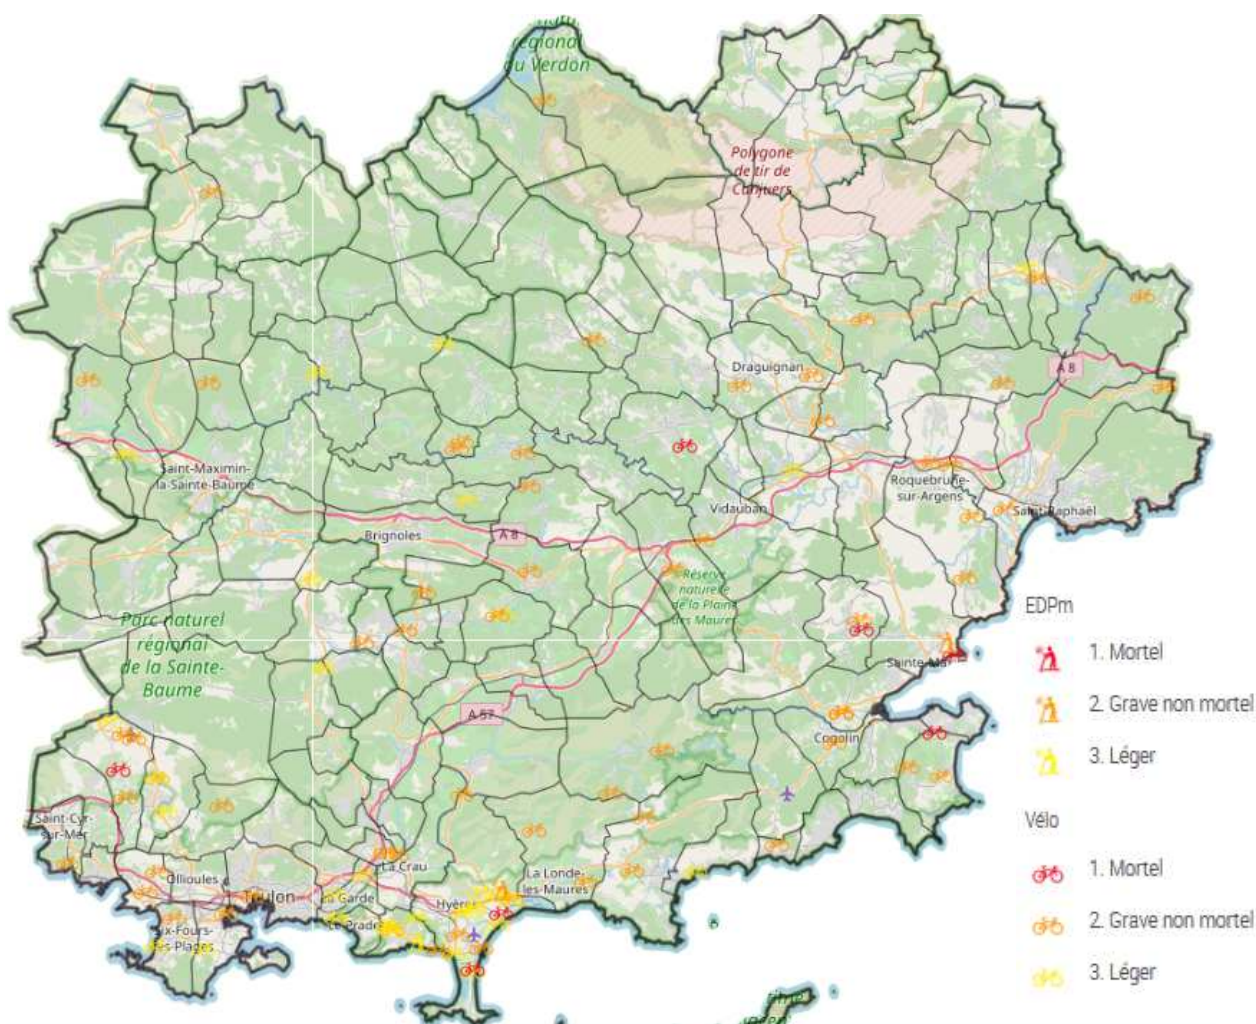 régional
du Verdon
Polygone
de tir de
Canjuers
Draguignan
A 8
Saint-Maximin-
la-Sainte-Baume
Roquebrune-
sur-Argens
Vidauban
Saint-Raphaël
Brignoles
A 8
Réserve
naturelle
de la Plaine
des Maures
Parc naturel
régional
de la Sainte-
Baume
EDPm
1. Mortel
2. Grave non mortel
3. Léger
Sainte-Ma
A 57
Cogolin
Saint-Cyr-
sur-Mer
Vélo
1. Mortel
2. Grave non mortel
3. Léger
La Crau
Ollioules
La Londe-
les-Maures
Toulon
La Garde
Hyères
Le Pradet
Six-Fours-
les-Plages